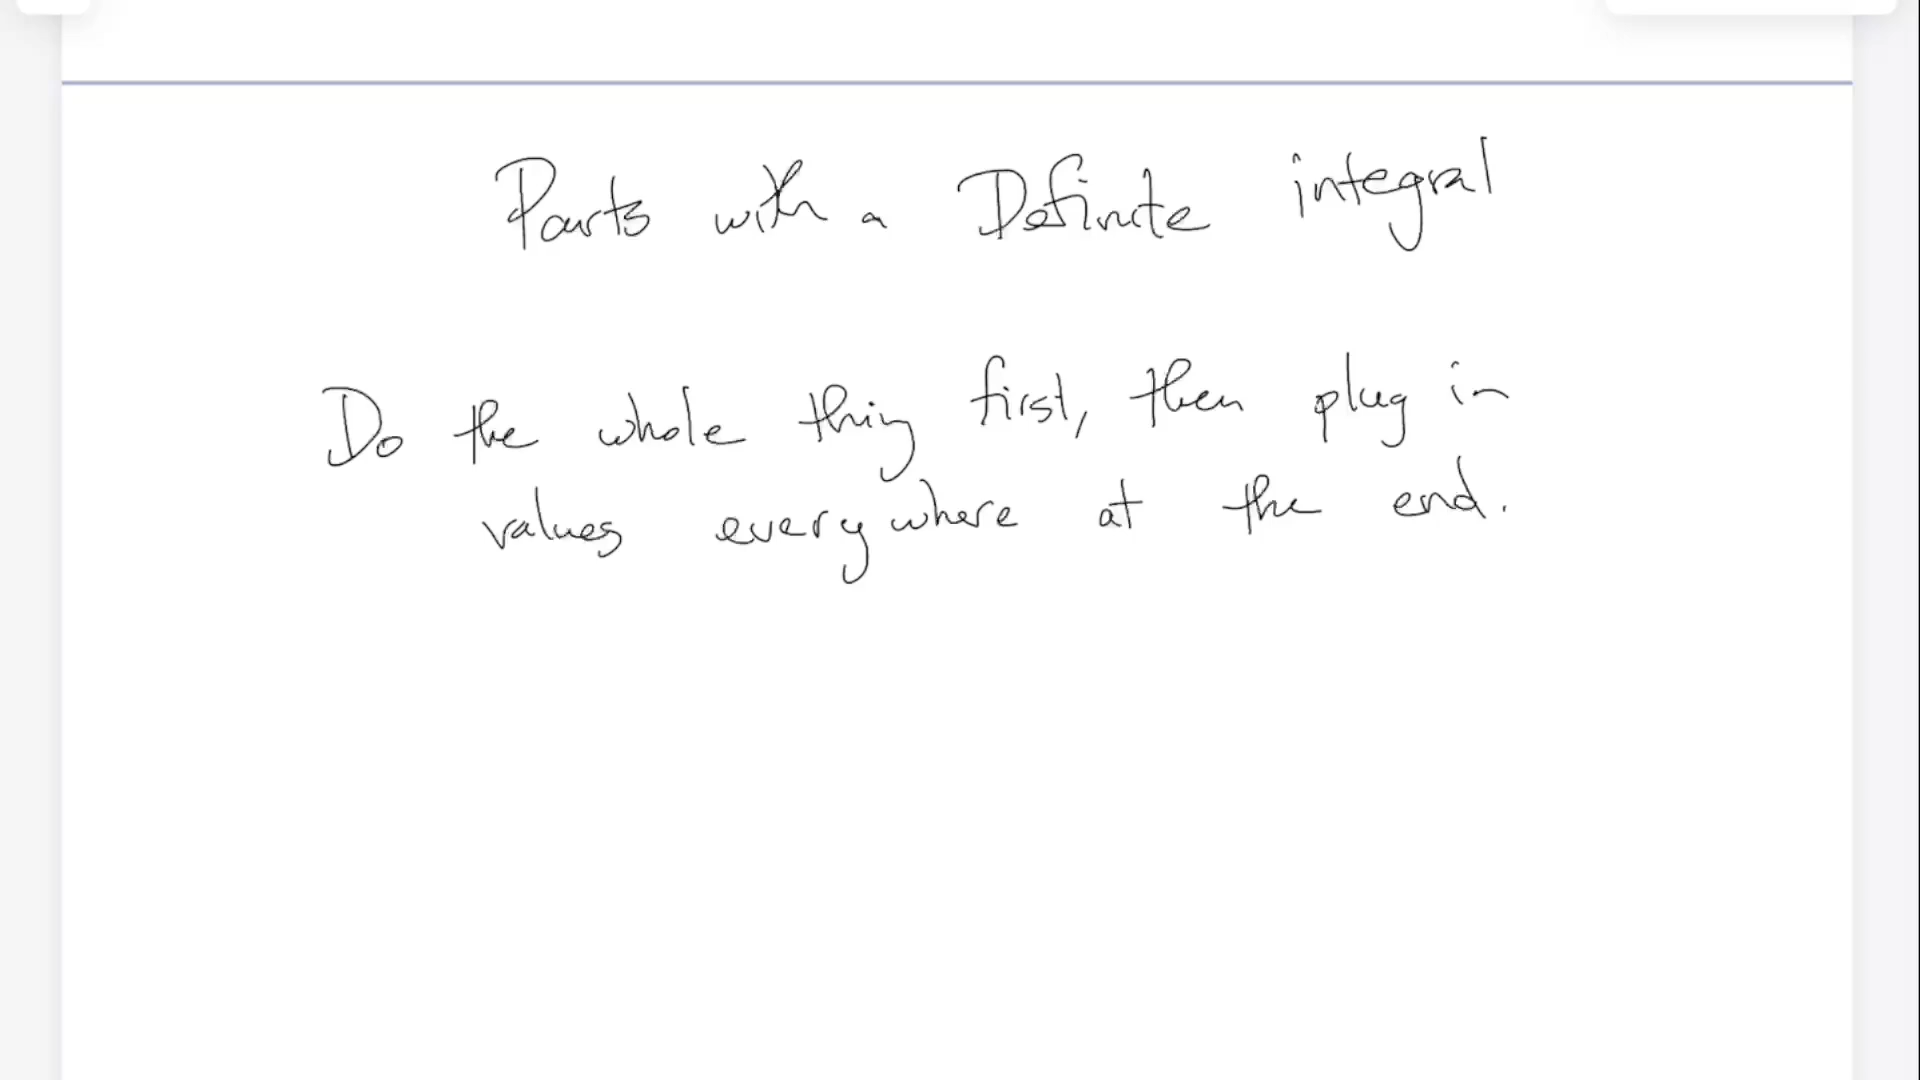 Parts with a Definite integral
Do the whole thing first, then plug in
values everywhere at the end.